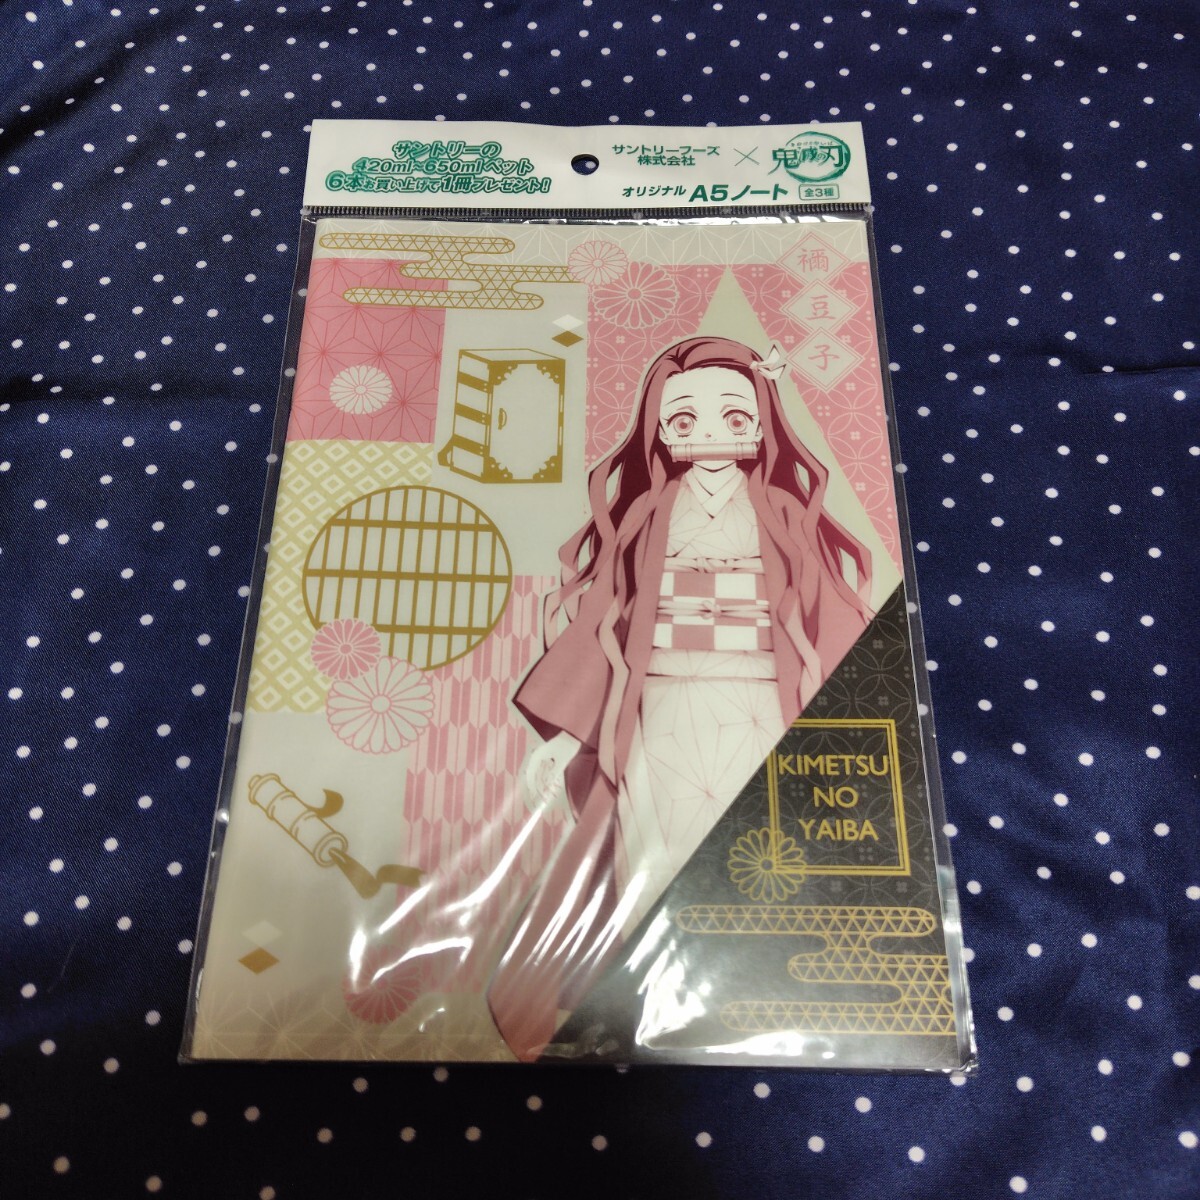 サントリーの
420ml~650mlペット
6本お買い上げで1冊プレゼント!
サントリーフーズ
株式会社
×
鬼滅の刃
オリジナル A5ノート 全3種
禰
豆
子
KIMETSU
NO
YAIBA